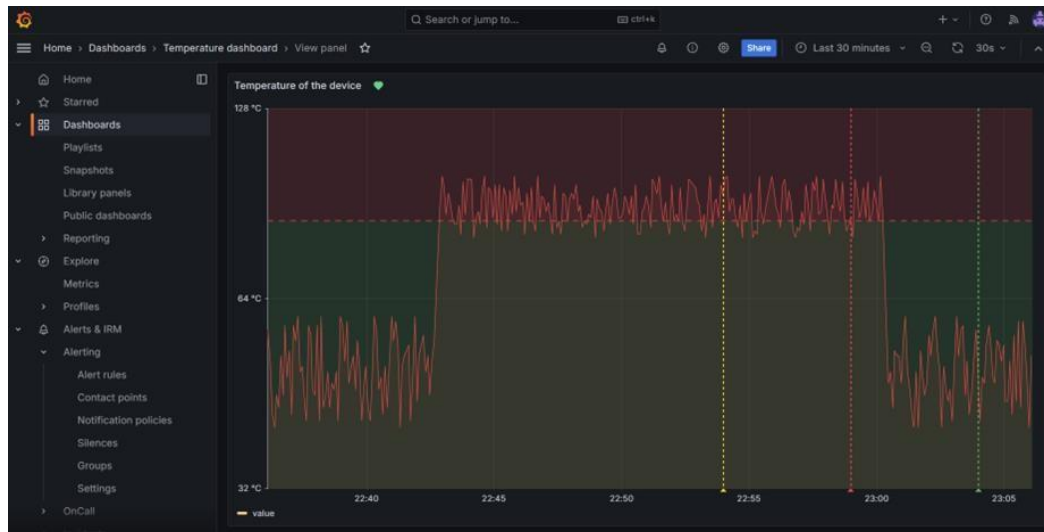 Search or jump to...
ctrl+k
Home › Dashboards › Temperature dashboard › View panel
Share
Last 30 minutes
30s
Home
Starred
Dashboards
Playlists
Snapshots
Library panels
Public dashboards
Reporting
Explore
Metrics
Profiles
Alerts & IRM
Alerting
Alert rules
Contact points
Notification policies
Silences
Groups
Settings
OnCall
Temperature of the device
128 °C
64 °C
32 °C
22:40 22:45 22:50 22:55 23:00 23:05
value